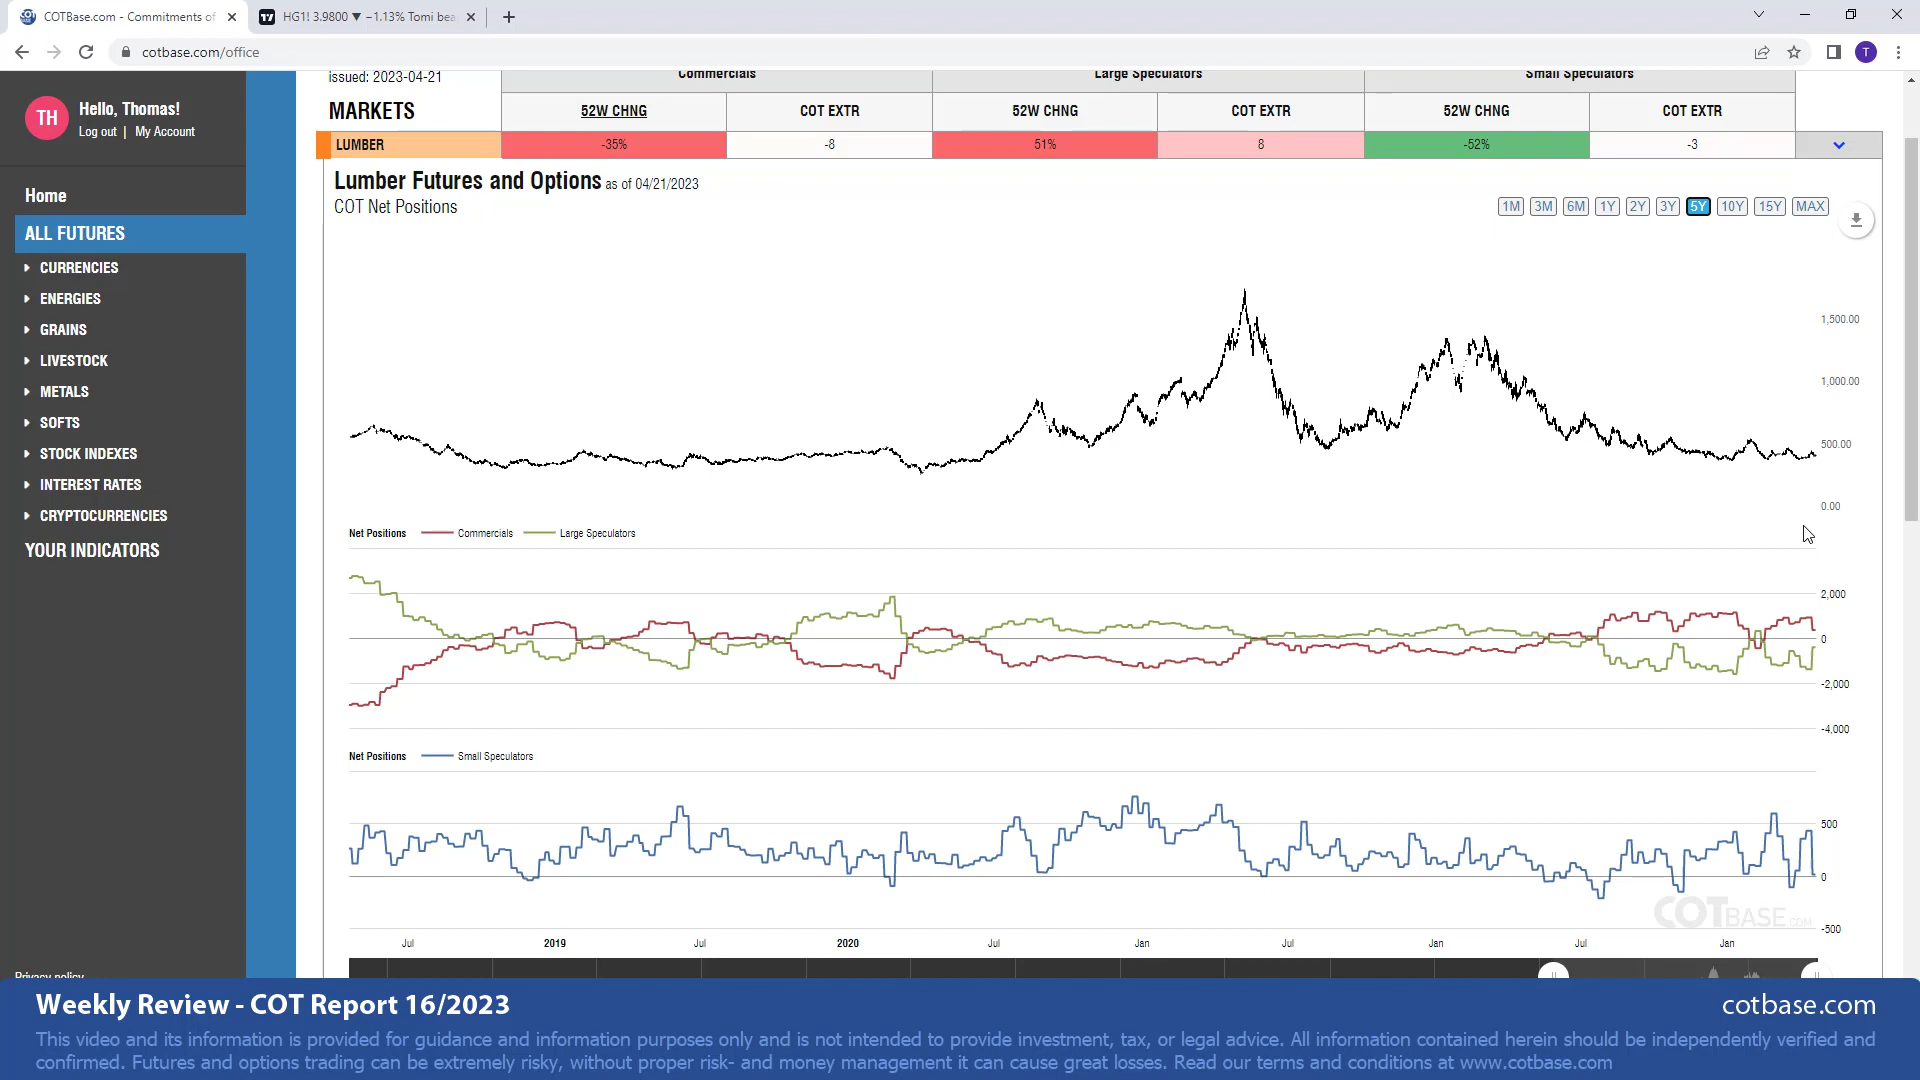 COTBase.com - Commitments of
HG1! 3.9800 ▼ −1.13% Tomi bea
cotbase.com/office
T
issued: 2023-04-21
Commercials
Large Speculators
Small Speculators
MARKETS
52W CHNG
COT EXTR
52W CHNG
COT EXTR
52W CHNG
COT EXTR
LUMBER
-35%
-8
51%
8
-52%
-3
TH
Hello, Thomas!
Log out | My Account
Home
ALL FUTURES
CURRENCIES
ENERGIES
GRAINS
LIVESTOCK
METALS
SOFTS
STOCK INDEXES
INTEREST RATES
CRYPTOCURRENCIES
YOUR INDICATORS
Privacy policy
Lumber Futures and Options as of 04/21/2023
COT Net Positions
1M 3M 6M 1Y 2Y 3Y 5Y 10Y 15Y MAX
1,500.00
1,000.00
500.00
0.00
Net Positions Commercials Large Speculators
2,000
0
-2,000
-4,000
Net Positions Small Speculators
500
0
-500
COTBASE.COM
Jul 2019 Jul 2020 Jul Jan Jul Jan Jul Jan
Weekly Review - COT Report 16/2023
cotbase.com
This video and its information is provided for guidance and information purposes only and is not intended to provide investment, tax, or legal advice. All information contained herein should be independently verified and
confirmed. Futures and options trading can be extremely risky, without proper risk- and money management it can cause great losses. Read our terms and conditions at www.cotbase.com